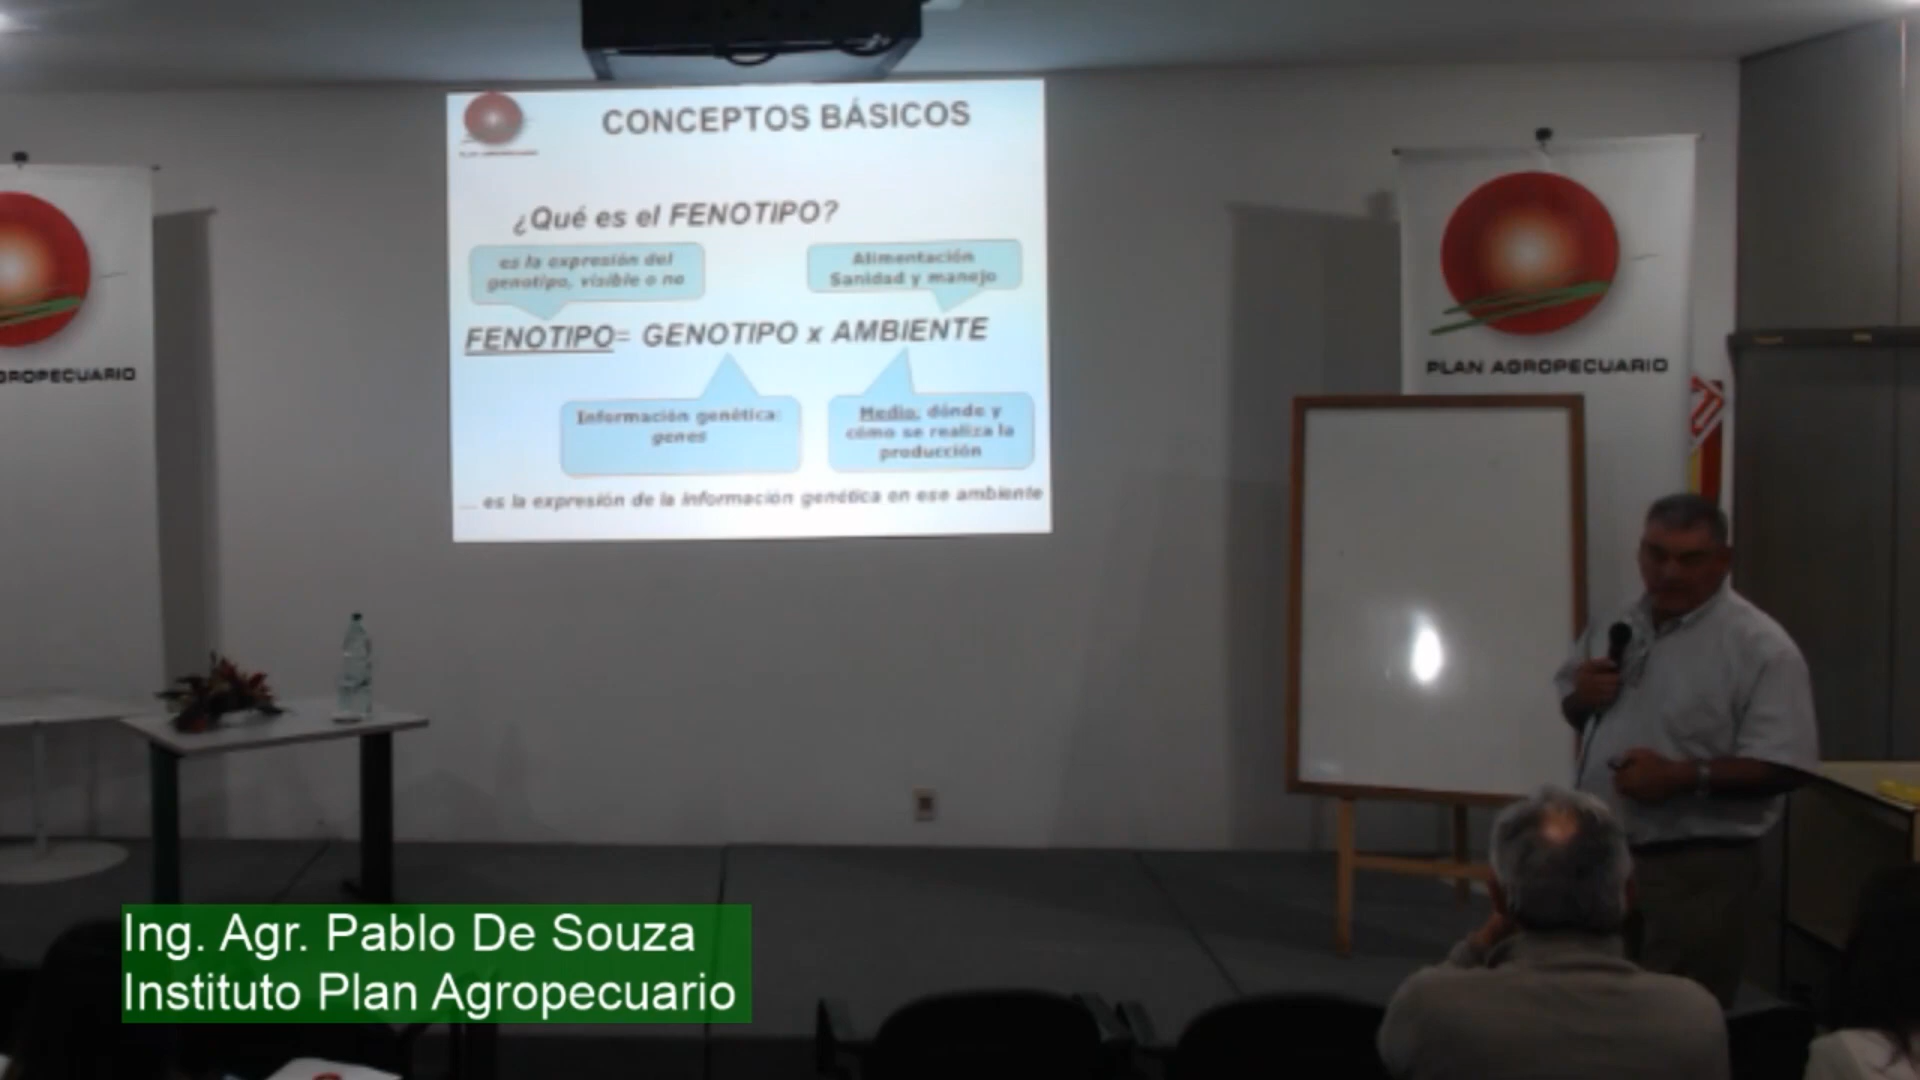 PLAN AGROPECUARIO
CONCEPTOS BÁSICOS
¿Qué es el FENOTIPO?
es la expresión del
genotipo, visible o no
Alimentación
Sanidad y manejo
FENOTIPO= GENOTIPO x AMBIENTE
Información genética:
genes
Medio, dónde y
cómo se realiza la
producción
... es la expresión de la información genética en ese ambiente
GROPECUARIO
PLAN AGROPECUARIO
Ing. Agr. Pablo De Souza
Instituto Plan Agropecuario